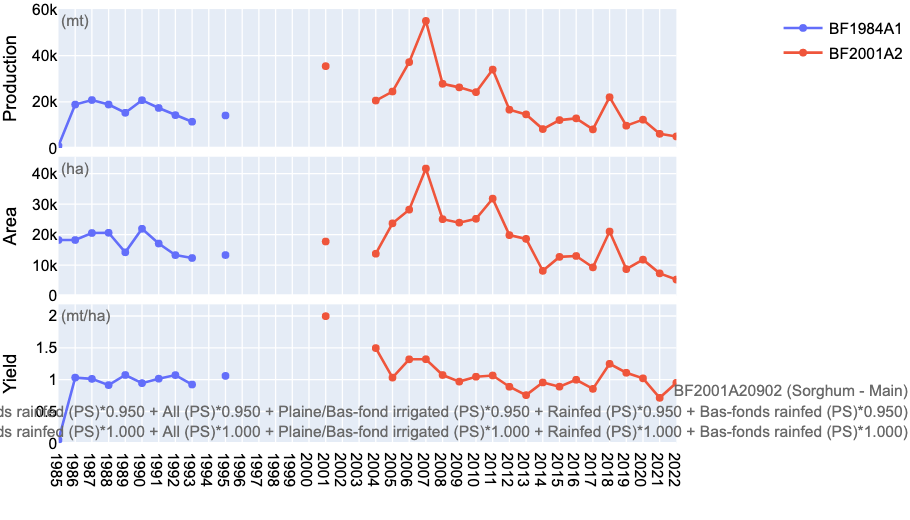 60k
(mt)
BF1984A1
BF2001A2
40k
20k
0
Production
(ha)
40k
30k
20k
10k
0
Area
2
(mt/ha)
1.5
1
0.5
0
Yield
BF2001A20902 (Sorghum - Main)
ds rainfed (PS)*0.950 + All (PS)*0.950 + Plaine/Bas-fond irrigated (PS)*0.950 + Rainfed (PS)*0.950 + Bas-fonds rainfed (PS)*0.950)
ds rainfed (PS)*1.000 + All (PS)*1.000 + Plaine/Bas-fond irrigated (PS)*1.000 + Rainfed (PS)*1.000 + Bas-fonds rainfed (PS)*1.000)
1985 1986 1987 1988 1989 1990 1991 1992 1993 1994 1995 1996 1997 1998 1999 2000 2001 2002 2003 2004 2005 2006 2007 2008 2009 2010 2011 2012 2013 2014 2015 2016 2017 2018 2019 2020 2021 2022